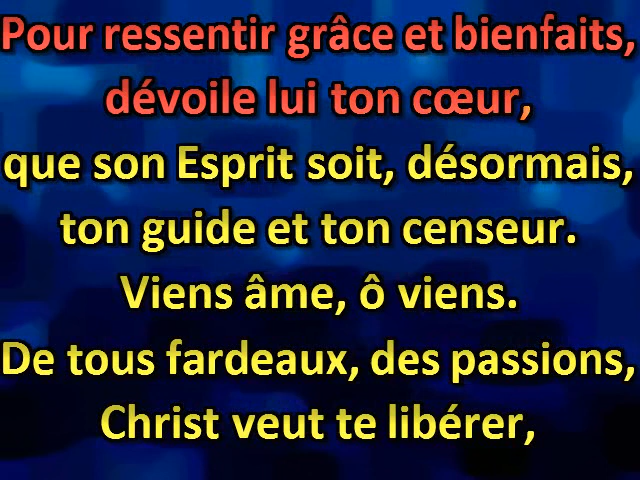 Pour ressentir grâce et bienfaits,
dévoile lui ton cœur,
que son Esprit soit, désormais,
ton guide et ton censeur.
Viens âme, ô viens.
De tous fardeaux, des passions,
Christ veut te libérer,